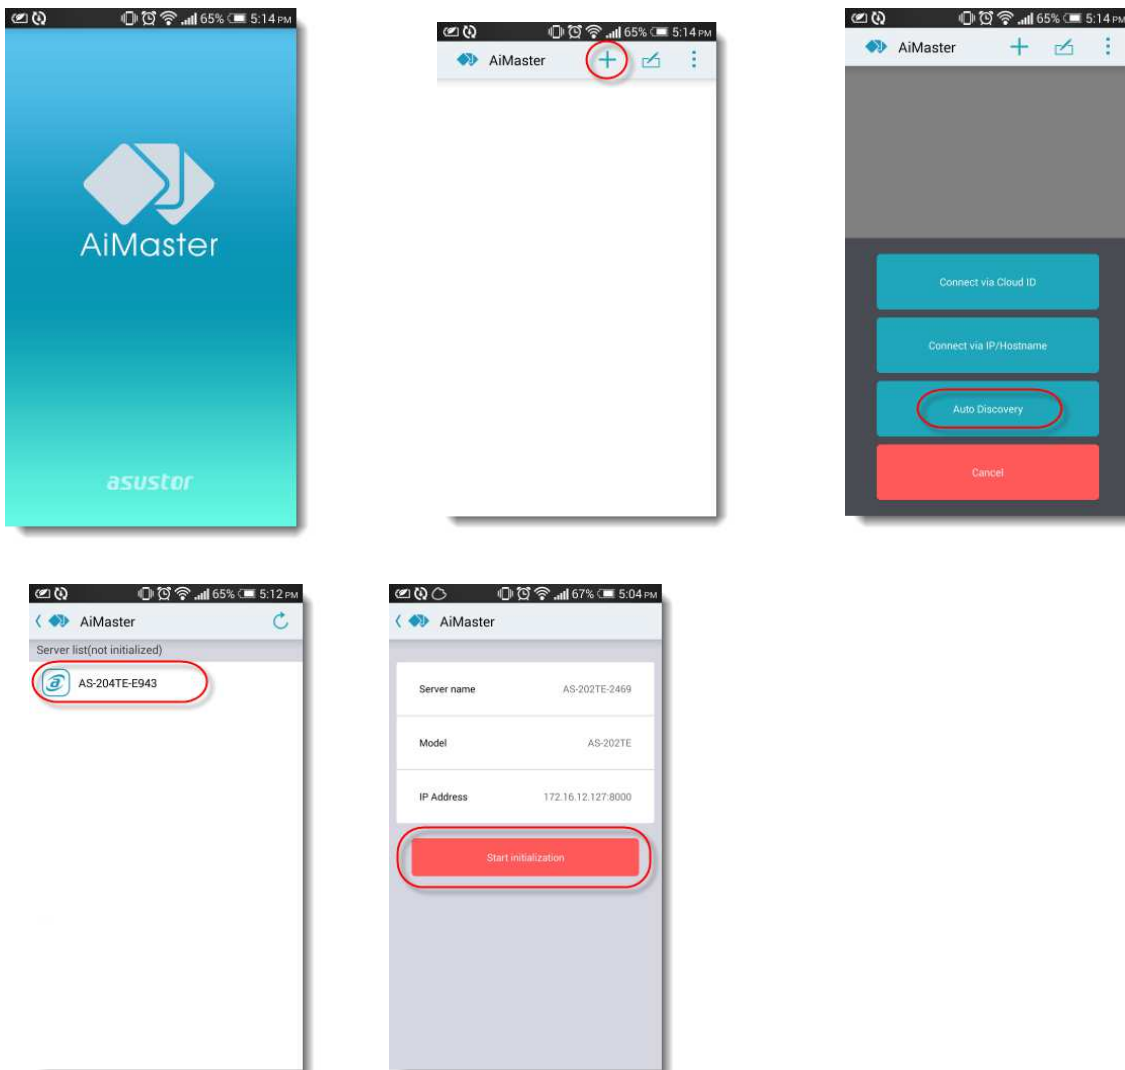 5:14 PM
AiMaster
asustor
65% 5:14 PM
AiMaster
65% 5:14 PM
AiMaster
Connect via Cloud ID
Connect via IP/Hostname
Auto Discovery
Cancel
65% 5:12 PM
AiMaster
Server list(not initialized)
AS-204TE-E943
67% 5:04 PM
AiMaster
Server name AS-202TE-2469
Model AS-202TE
IP Address 172.16.12.127:8000
Start initialization